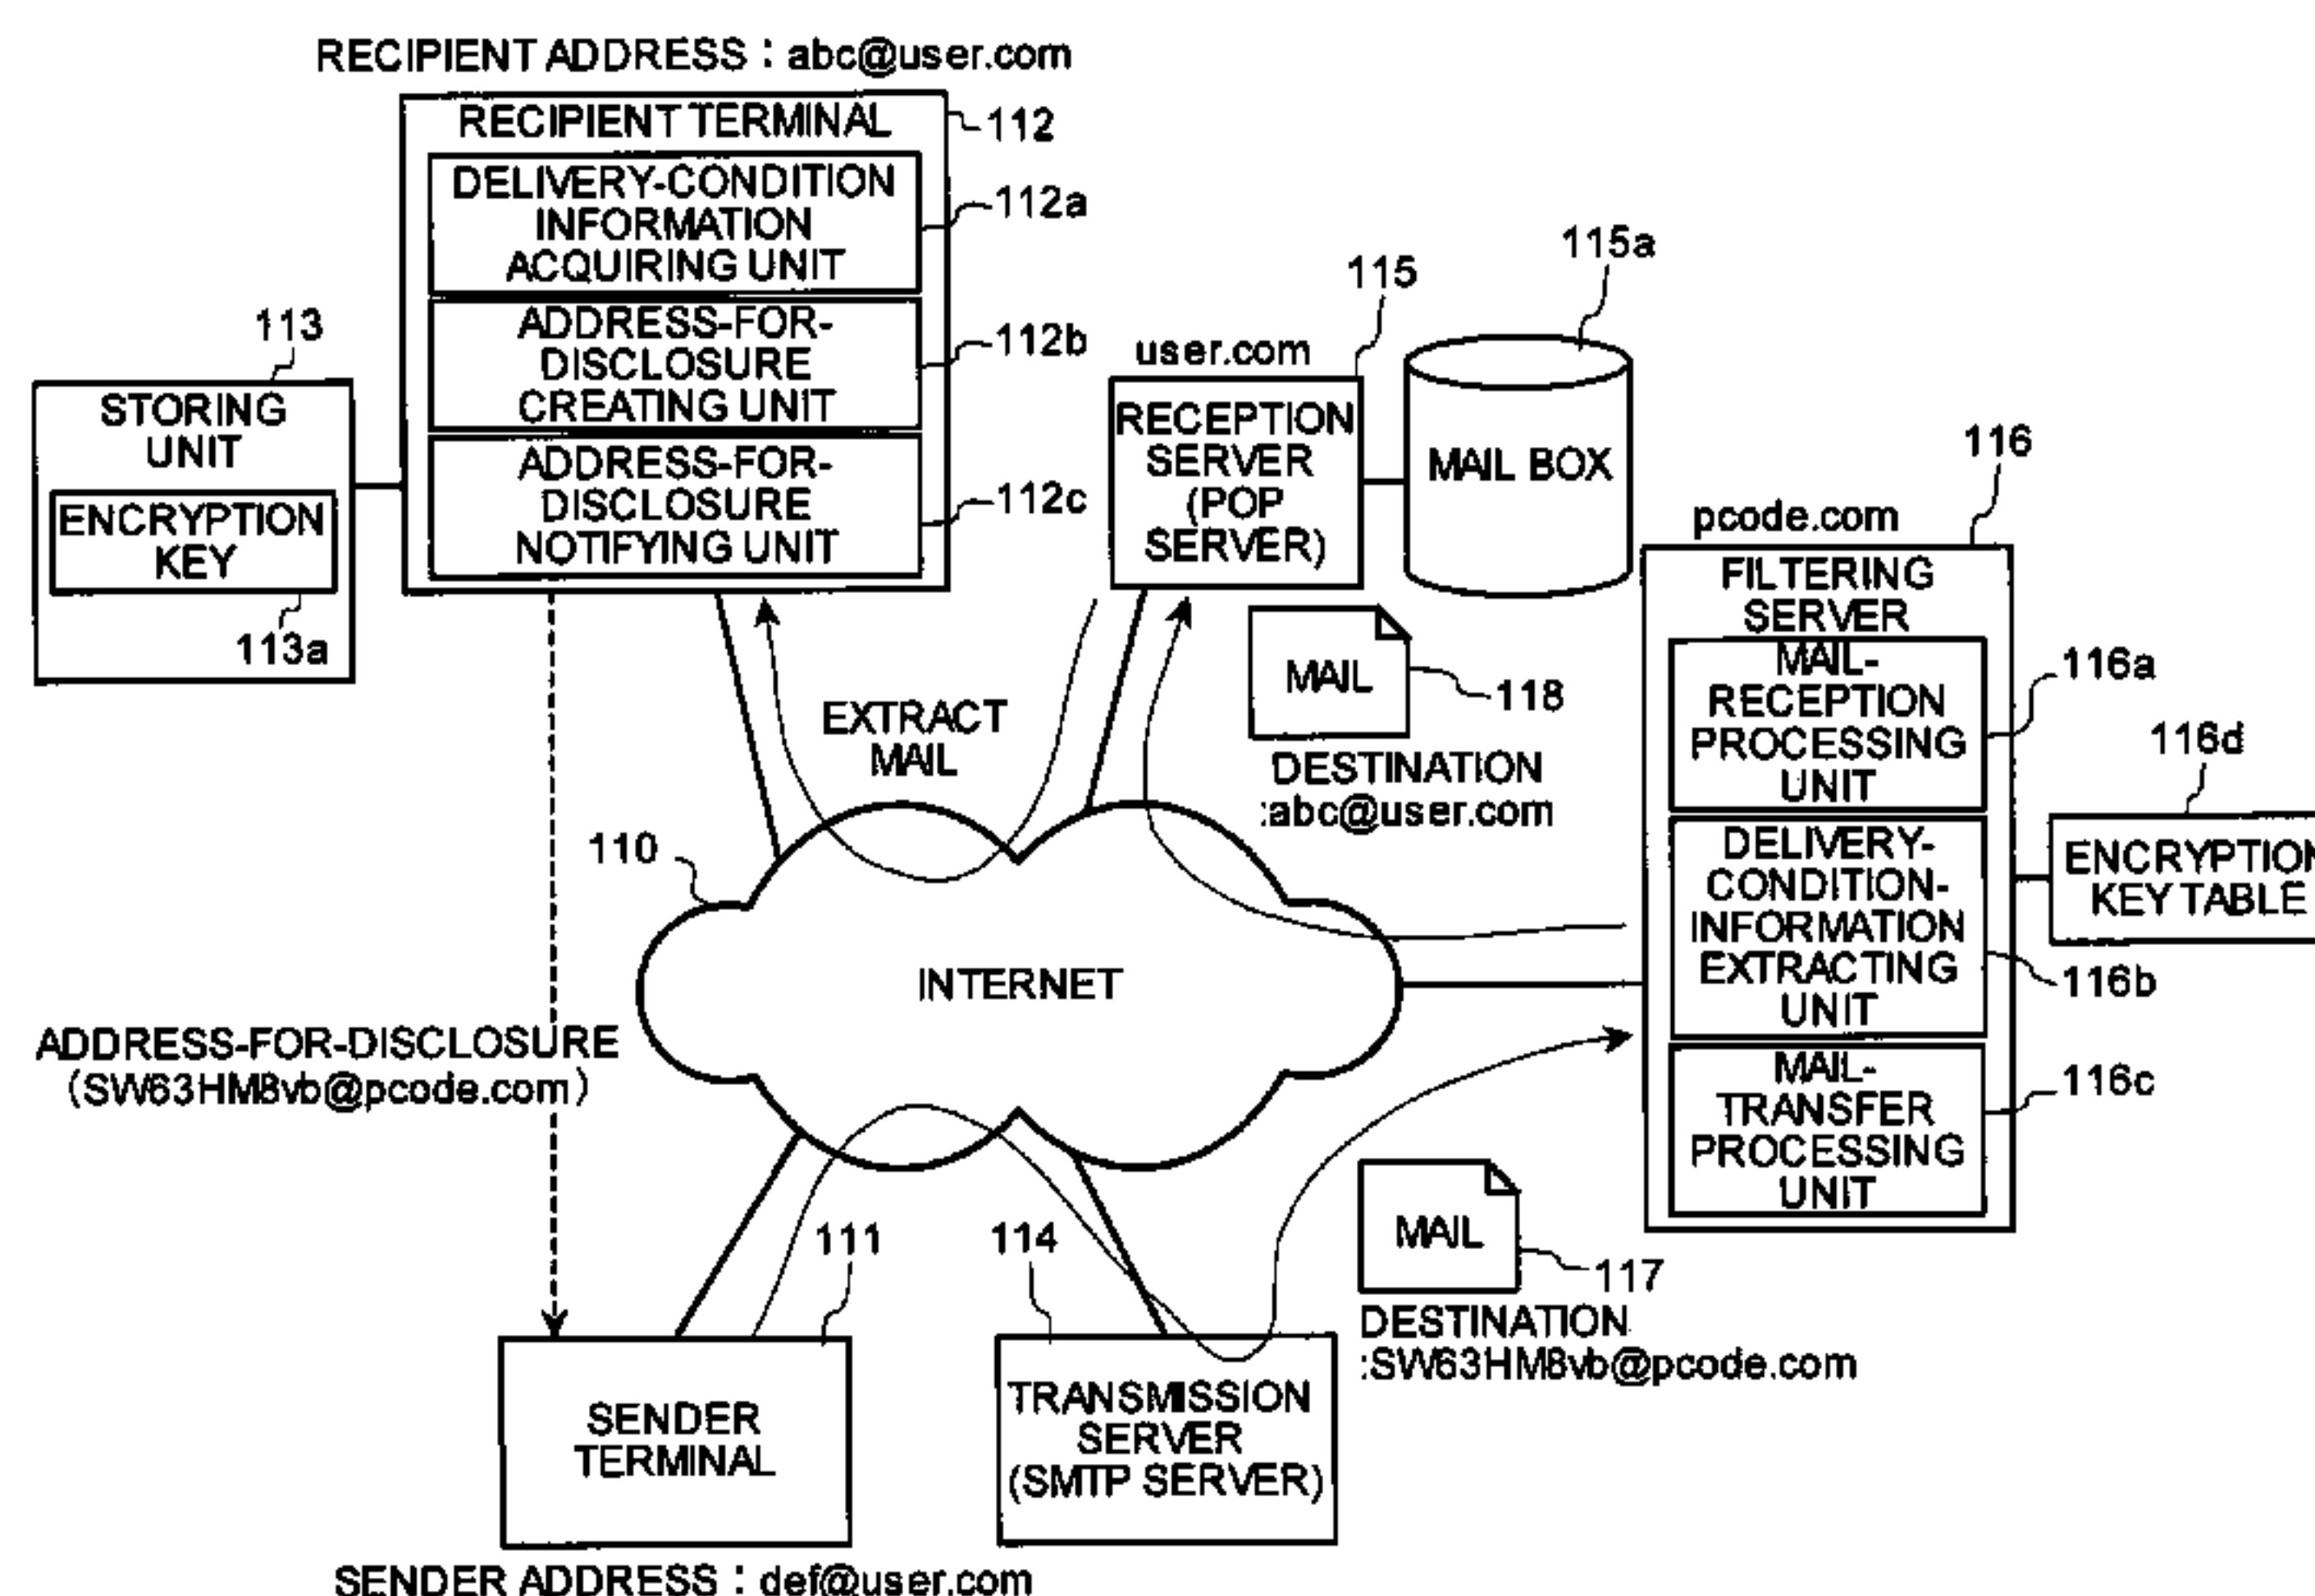 RECIPIENT ADDRESS : abc@user.com
RECIPIENT TERMINAL
112
DELIVERY-CONDITION
INFORMATION
ACQUIRING UNIT
112a
ADDRESS-FOR-
DISCLOSURE
CREATING UNIT
112b
ADDRESS-FOR-
DISCLOSURE
NOTIFYING UNIT
112c
113
STORING
UNIT
ENCRYPTION
KEY
113a
115
user.com
RECEPTION
SERVER
(POP
SERVER)
115a
MAIL BOX
116
pcode.com
FILTERING
SERVER
MAIL-
RECEPTION
PROCESSING
UNIT
116a
DELIVERY-
CONDITION-
INFORMATION
EXTRACTING
UNIT
116b
MAIL-
TRANSFER
PROCESSING
UNIT
116c
116d
ENCRYPTION
KEY TABLE
MAIL
118
DESTINATION
:abc@user.com
EXTRACT
MAIL
110
INTERNET
ADDRESS-FOR-DISCLOSURE
(SW63HM8vb@pcode.com)
MAIL
117
DESTINATION
:SW63HM8vb@pcode.com
111
SENDER
TERMINAL
114
TRANSMISSION
SERVER
(SMTP SERVER)
SENDER ADDRESS : def@user.com